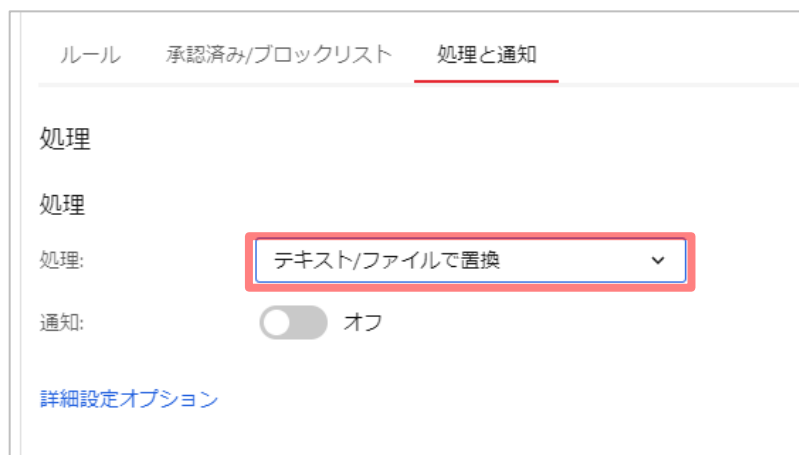 ルール 承認済み/ブロックリスト 処理と通知
処理
処理
処理: テキスト/ファイルで置換
通知: オフ
詳細設定オプション